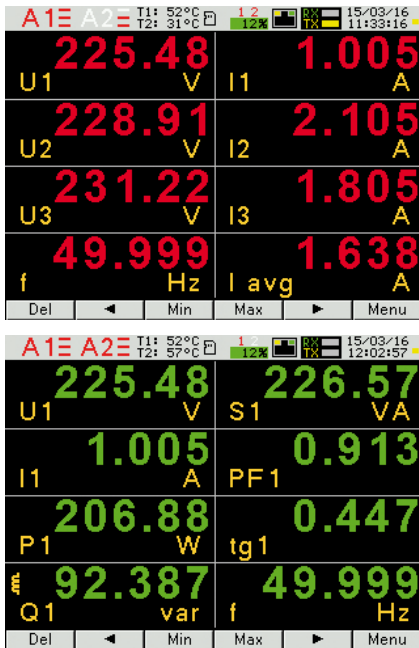 A1 A2 T1: 52°C T2: 31°C 1 2 12% RX TX 15/03/16 11:33:16
225.48 1.005
U1 V I1 A
228.91 2.105
U2 V I2 A
231.22 1.805
U3 V I3 A
49.999 1.638
f Hz I avg A
Del ◄ Min Max ► Menu
A1 A2 T1: 52°C T2: 57°C 1 2 12% RX TX 15/03/16 12:02:57
225.48 226.57
U1 V S1 VA
1.005 0.913
I1 A PF1
206.88 0.447
P1 W tg1
92.387 49.999
Q1 var f Hz
Del ◄ Min Max ► Menu